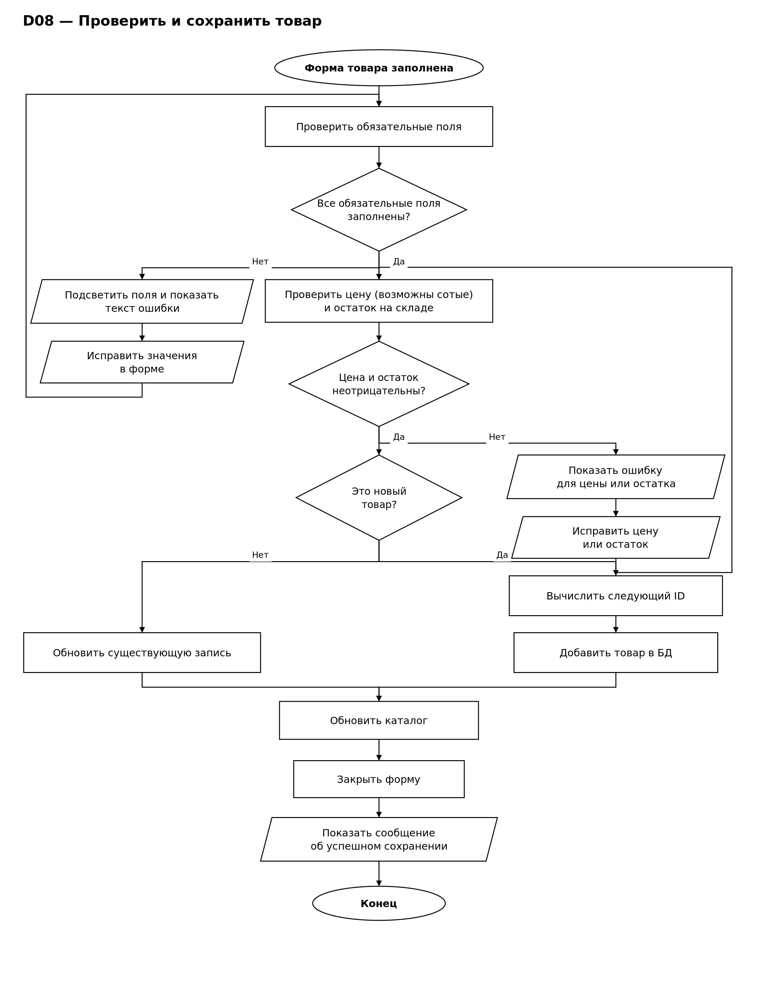 D08 — Проверить и сохранить товар
Форма товара заполнена
Проверить обязательные поля
Все обязательные поля
заполнены?
Нет
Да
Подсветить поля и показать
текст ошибки
Проверить цену (возможны сотые)
и остаток на складе
Исправить значения
в форме
Цена и остаток
неотрицательны?
Да
Нет
Показать ошибку
для цены или остатка
Это новый
товар?
Исправить цену
или остаток
Нет
Да
Вычислить следующий ID
Обновить существующую запись
Добавить товар в БД
Обновить каталог
Закрыть форму
Показать сообщение
об успешном сохранении
Конец